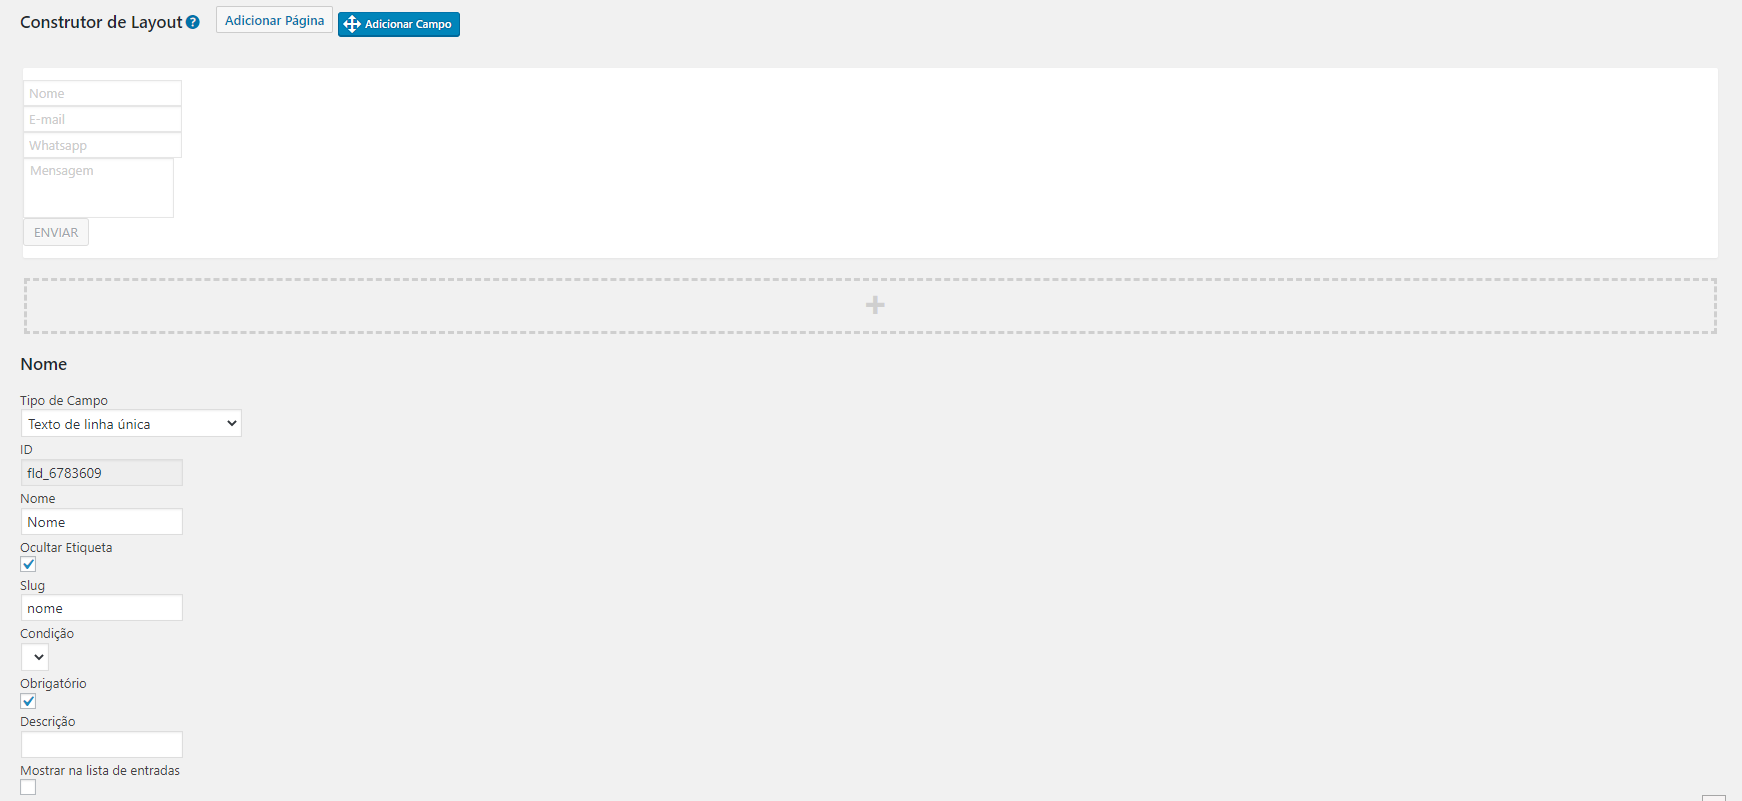 Construtor de Layout ? Adicionar Página Adicionar Campo
Nome
E-mail
Whatsapp
Mensagem
ENVIAR
Nome
Tipo de Campo
Texto de linha única
ID
fld_6783609
Nome
Nome
Ocultar Etiqueta
Slug
nome
Condição
Obrigatório
Descrição
Mostrar na lista de entradas